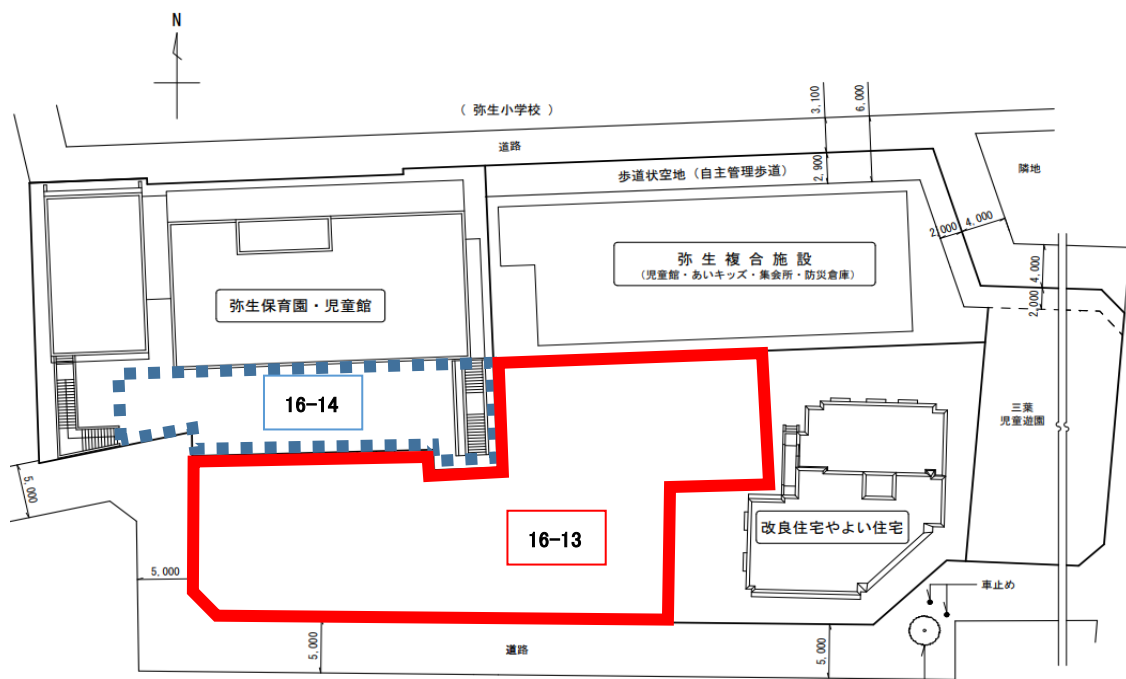 N
（ 弥生小学校 ）
3,100
6,000
道路
歩道状空地（自主管理歩道）
2,900
隣地
2,000
4,000
弥 生 複 合 施 設
（児童館・あいキッズ・集会所・防災倉庫）
4,000
2,000
弥生保育園・児童館
16-14
三葉
児童遊園
5,000
16-13
改良住宅やよい住宅
5,000
車止め
5,000
道路
5,000